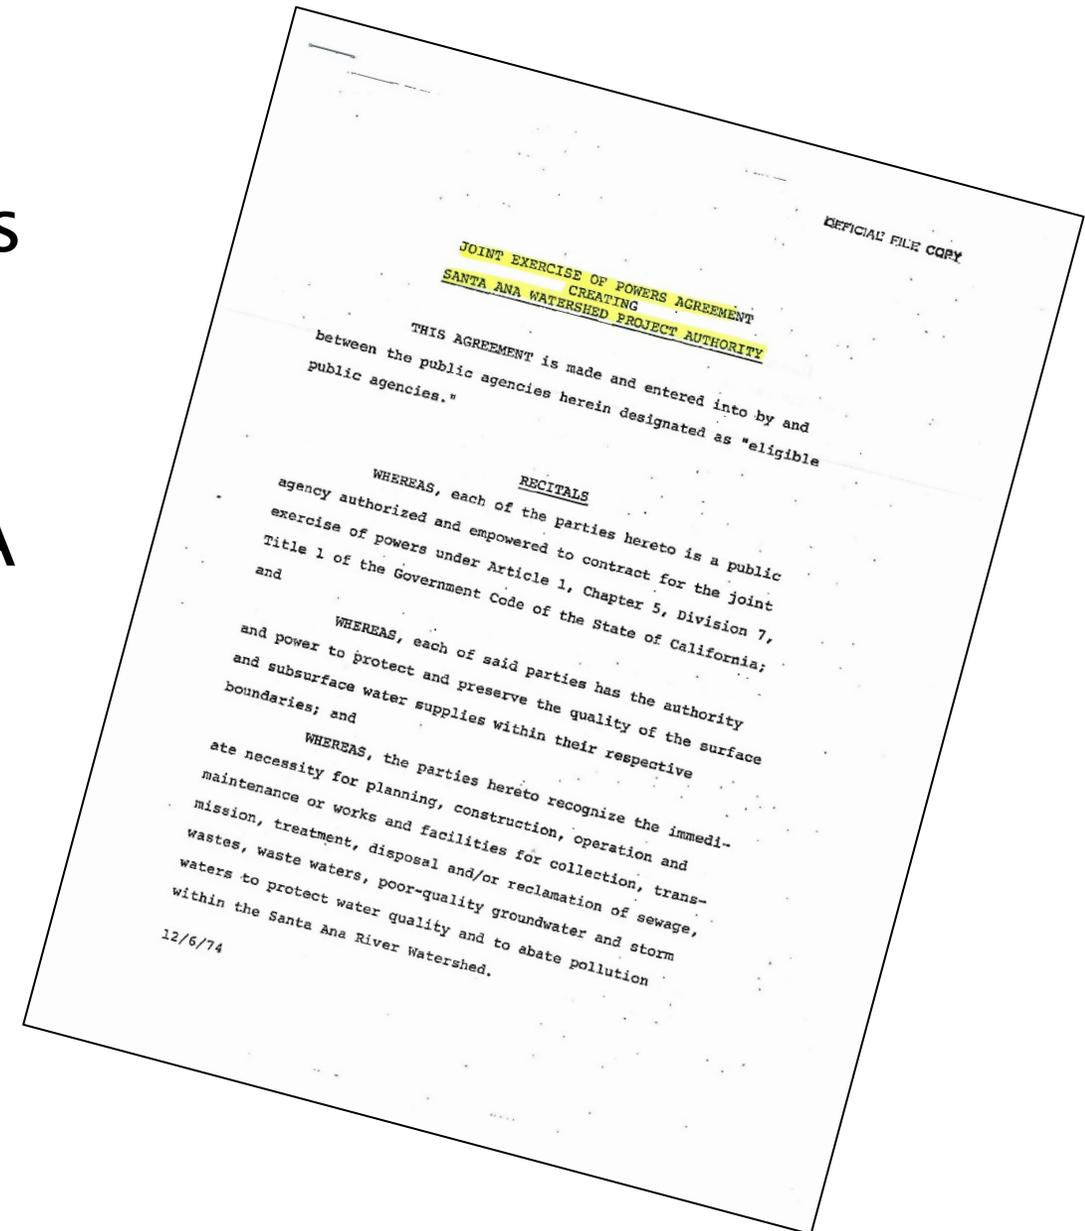 S
A
OFFICIAL FILE COPY
JOINT EXERCISE OF POWERS AGREEMENT
CREATING
SANTA ANA WATERSHED PROJECT AUTHORITY
THIS AGREEMENT is made and entered into by and
between the public agencies herein designated as "eligible
public agencies."
RECITALS
WHEREAS, each of the parties hereto is a public
agency authorized and empowered to contract for the joint
exercise of powers under Article 1, Chapter 5, Division 7,
Title 1 of the Government Code of the State of California;
and
WHEREAS, each of said parties has the authority
and power to protect and preserve the quality of the surface
and subsurface water supplies within their respective
boundaries; and
WHEREAS, the parties hereto recognize the immedi-
ate necessity for planning, construction, operation and
maintenance or works and facilities for collection, trans-
mission, treatment, disposal and/or reclamation of sewage,
wastes, waste waters, poor-quality groundwater and storm
waters to protect water quality and to abate pollution
within the Santa Ana River Watershed.
12/6/74